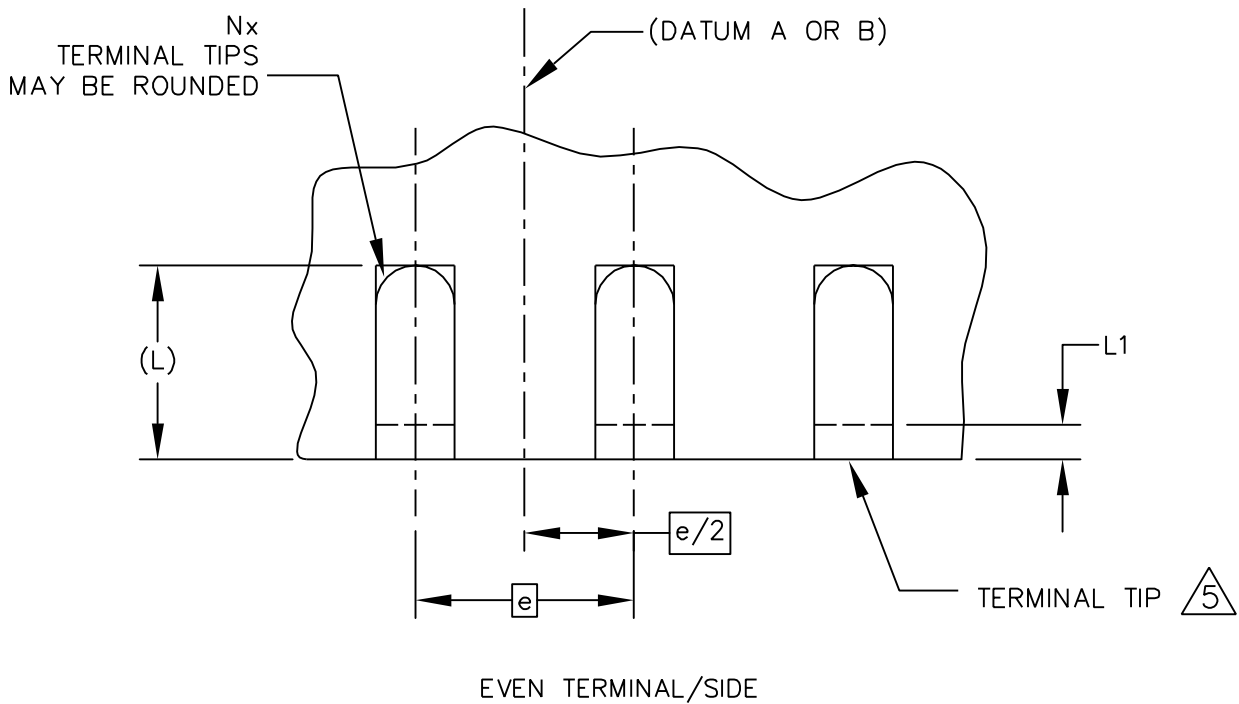 Nx
TERMINAL TIPS
MAY BE ROUNDED
(DATUM A OR B)
(L)
L1
e/2
e
TERMINAL TIP 5
EVEN TERMINAL/SIDE